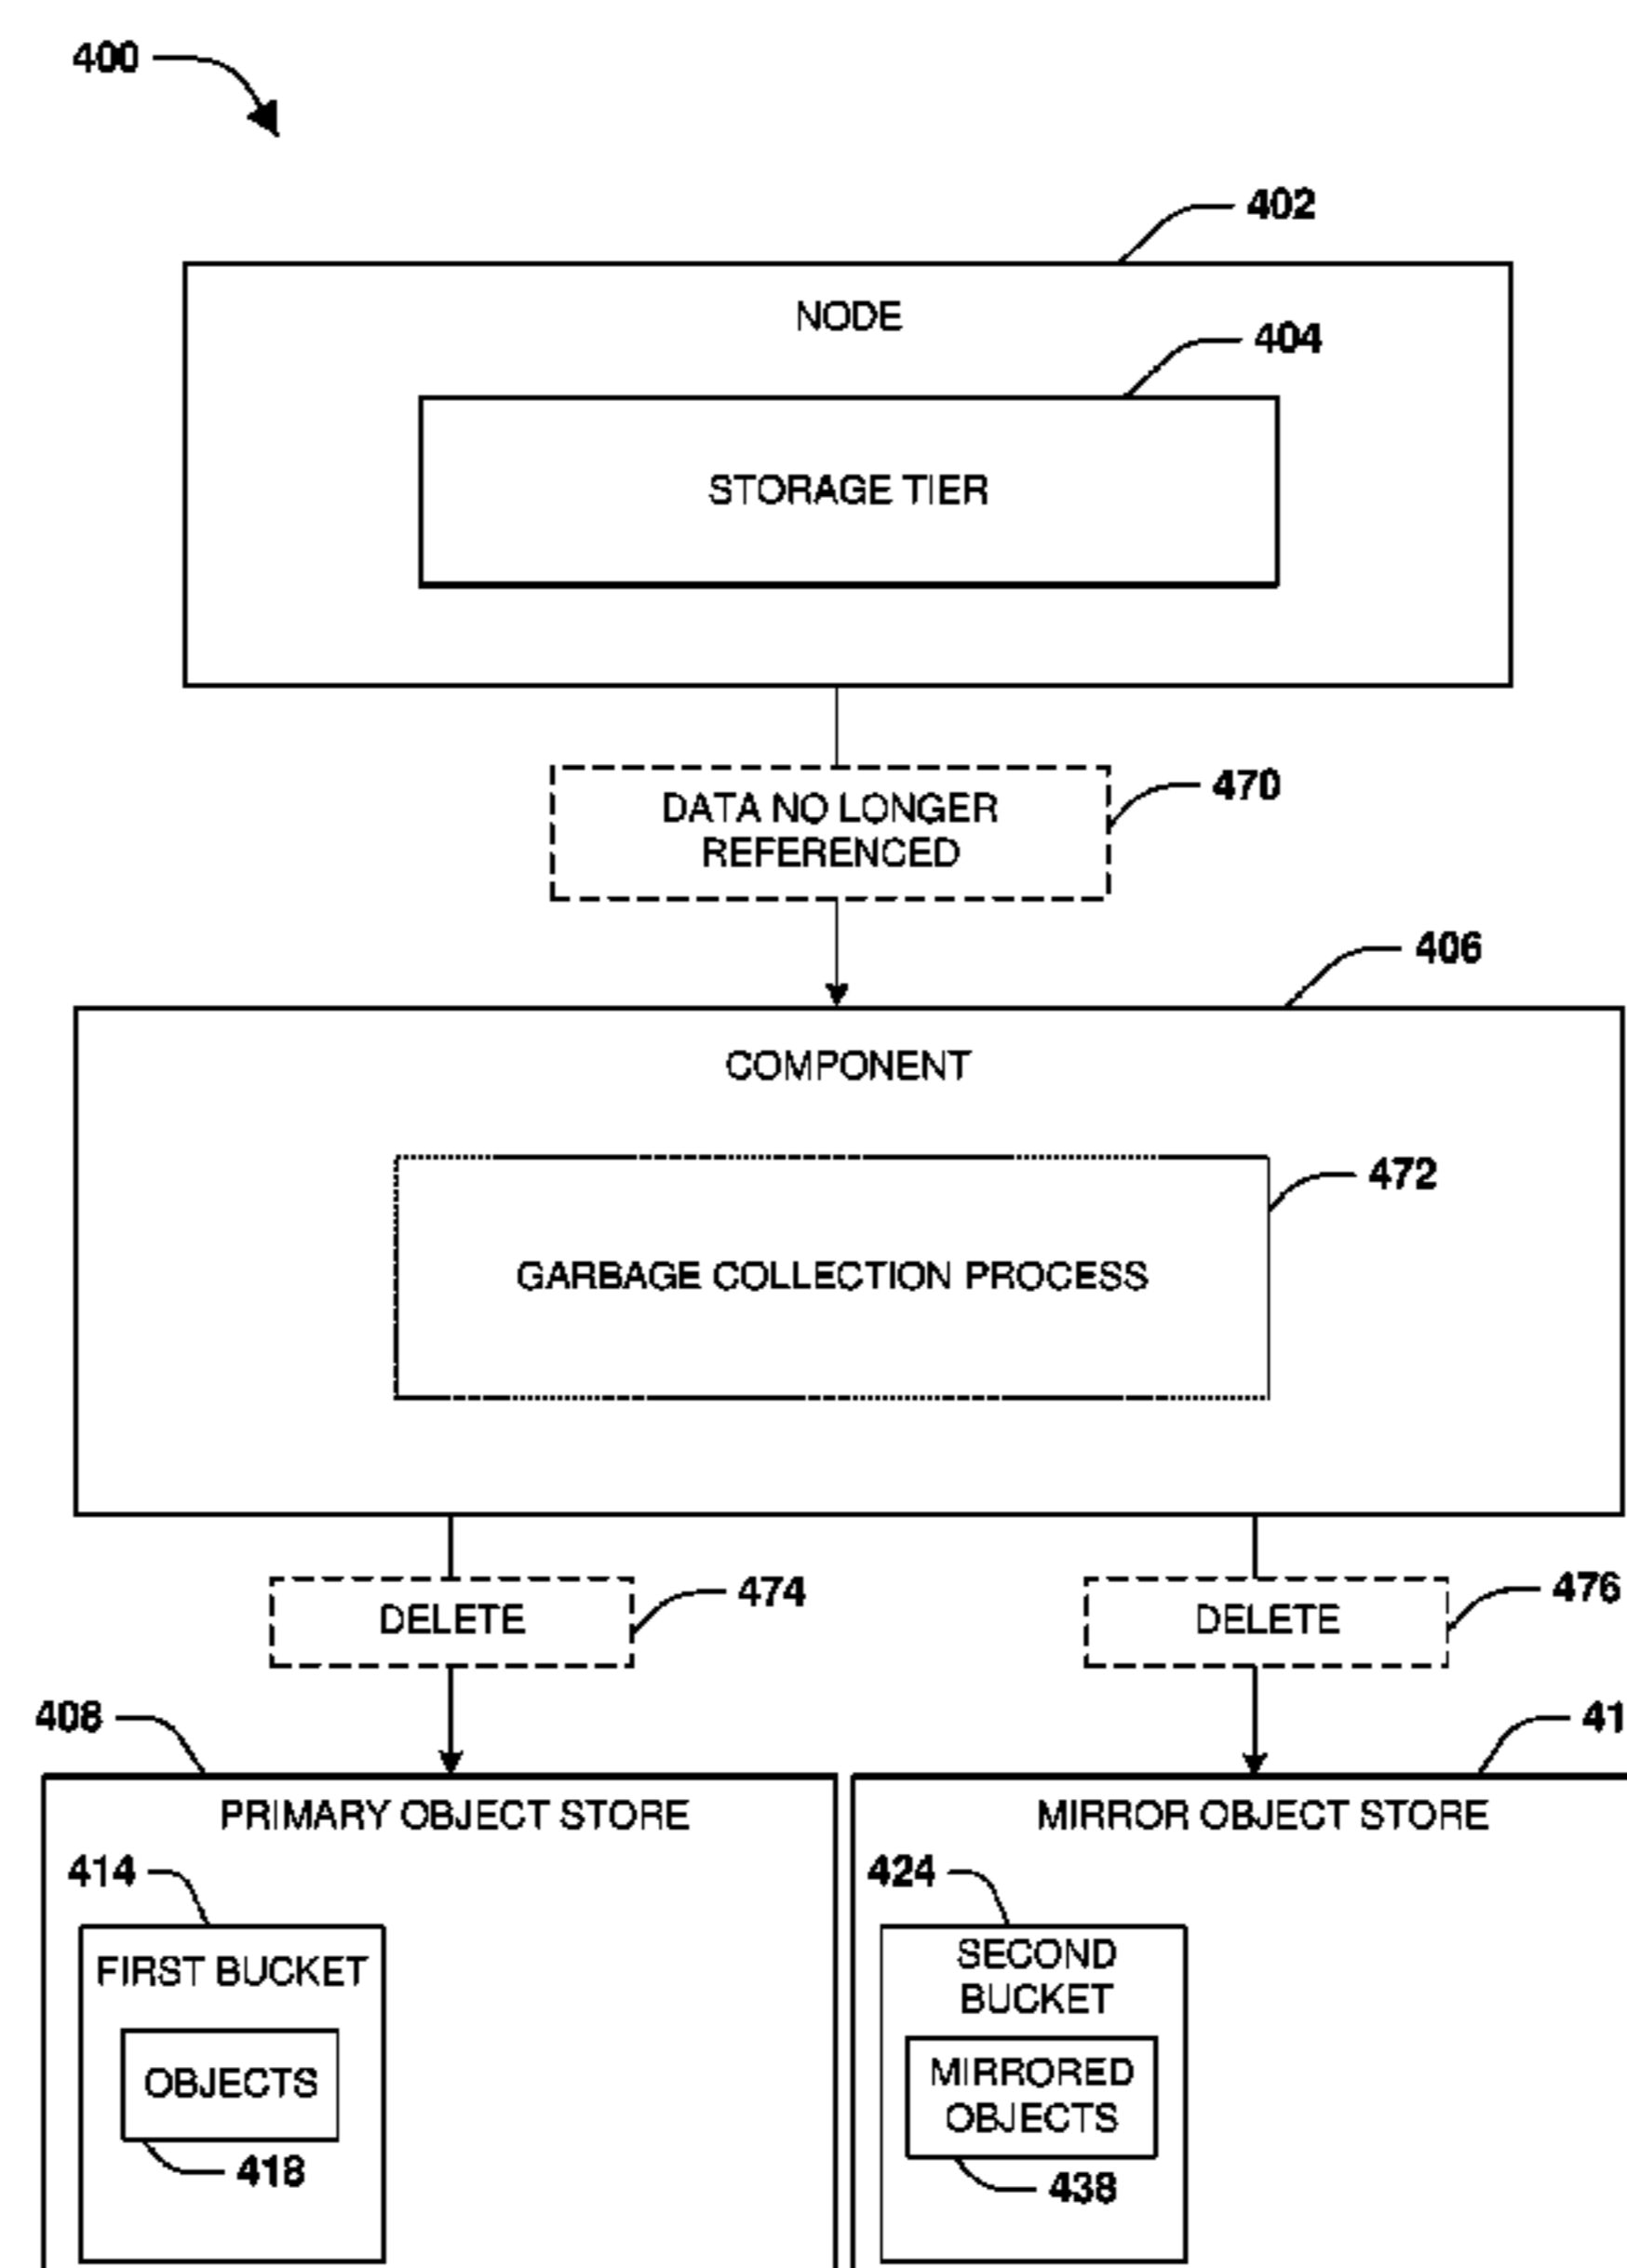 400
402
NODE
404
STORAGE TIER
DATA NO LONGER
REFERENCED
470
406
COMPONENT
472
GARBAGE COLLECTION PROCESS
DELETE
474
DELETE
476
408
41
PRIMARY OBJECT STORE
MIRROR OBJECT STORE
414
424
FIRST BUCKET
SECOND
BUCKET
OBJECTS
MIRRORED
OBJECTS
418
438